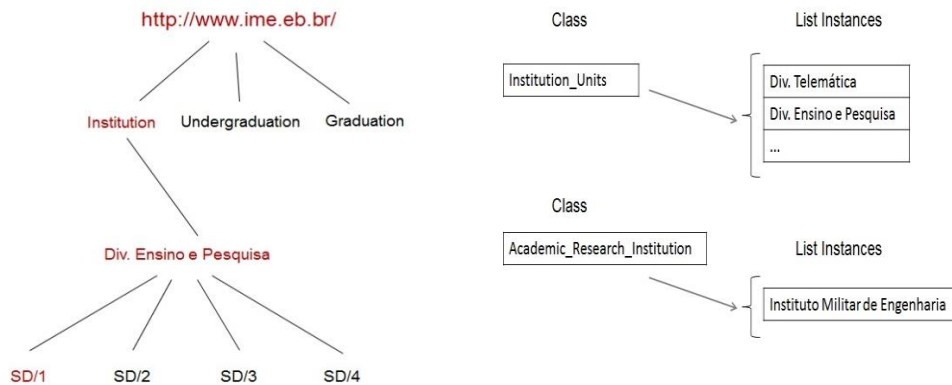 http://www.ime.eb.br/
Institution Undergraduation Graduation
Div. Ensino e Pesquisa
SD/1 SD/2 SD/3 SD/4
Class List Instances
Institution_Units
Div. Telemática
Div. Ensino e Pesquisa
...
Class
Academic_Research_Institution
List Instances
Instituto Militar de Engenharia